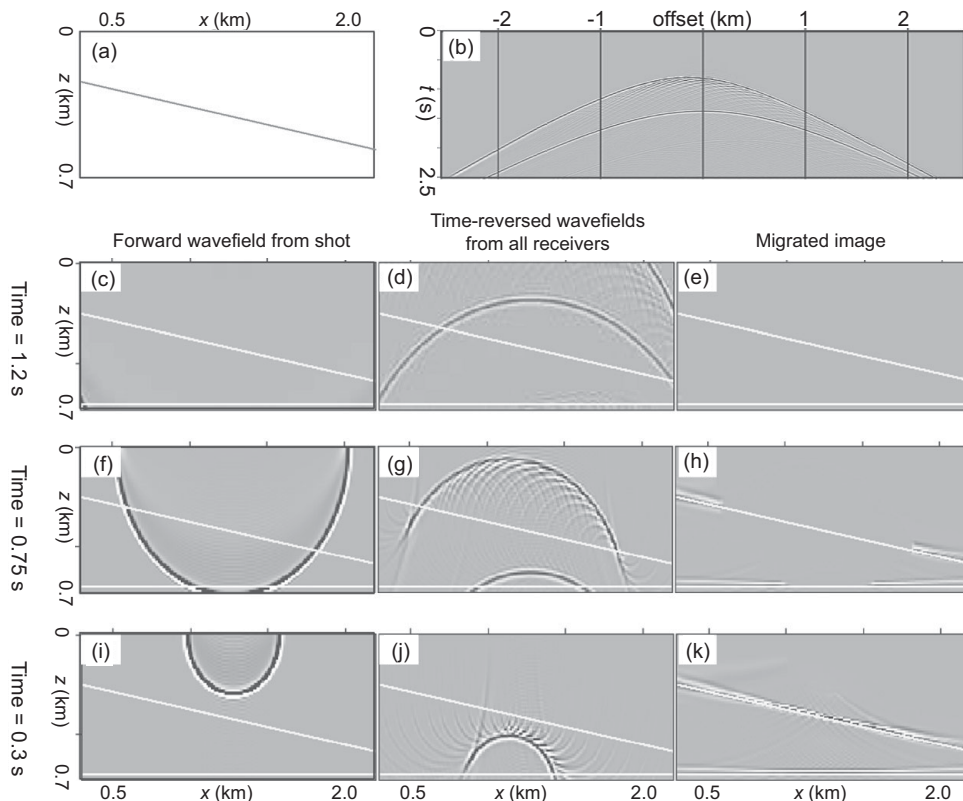 0.5 x (km) 2.0
0
z (km)
0.7
(a)
-2 -1 offset (km) 1 2
0
t (s)
2.5
(b)
Forward wavefield from shot
Time-reversed wavefields
from all receivers
Migrated image
Time = 1.2 s
0
z (km)
0.7
(c)
(d)
(e)
Time = 0.75 s
0
z (km)
0.7
(f)
(g)
(h)
Time = 0.3 s
0
z (km)
0.7
(i)
(j)
(k)
0.5 x (km) 2.0
0.5 x (km) 2.0
0.5 x (km) 2.0